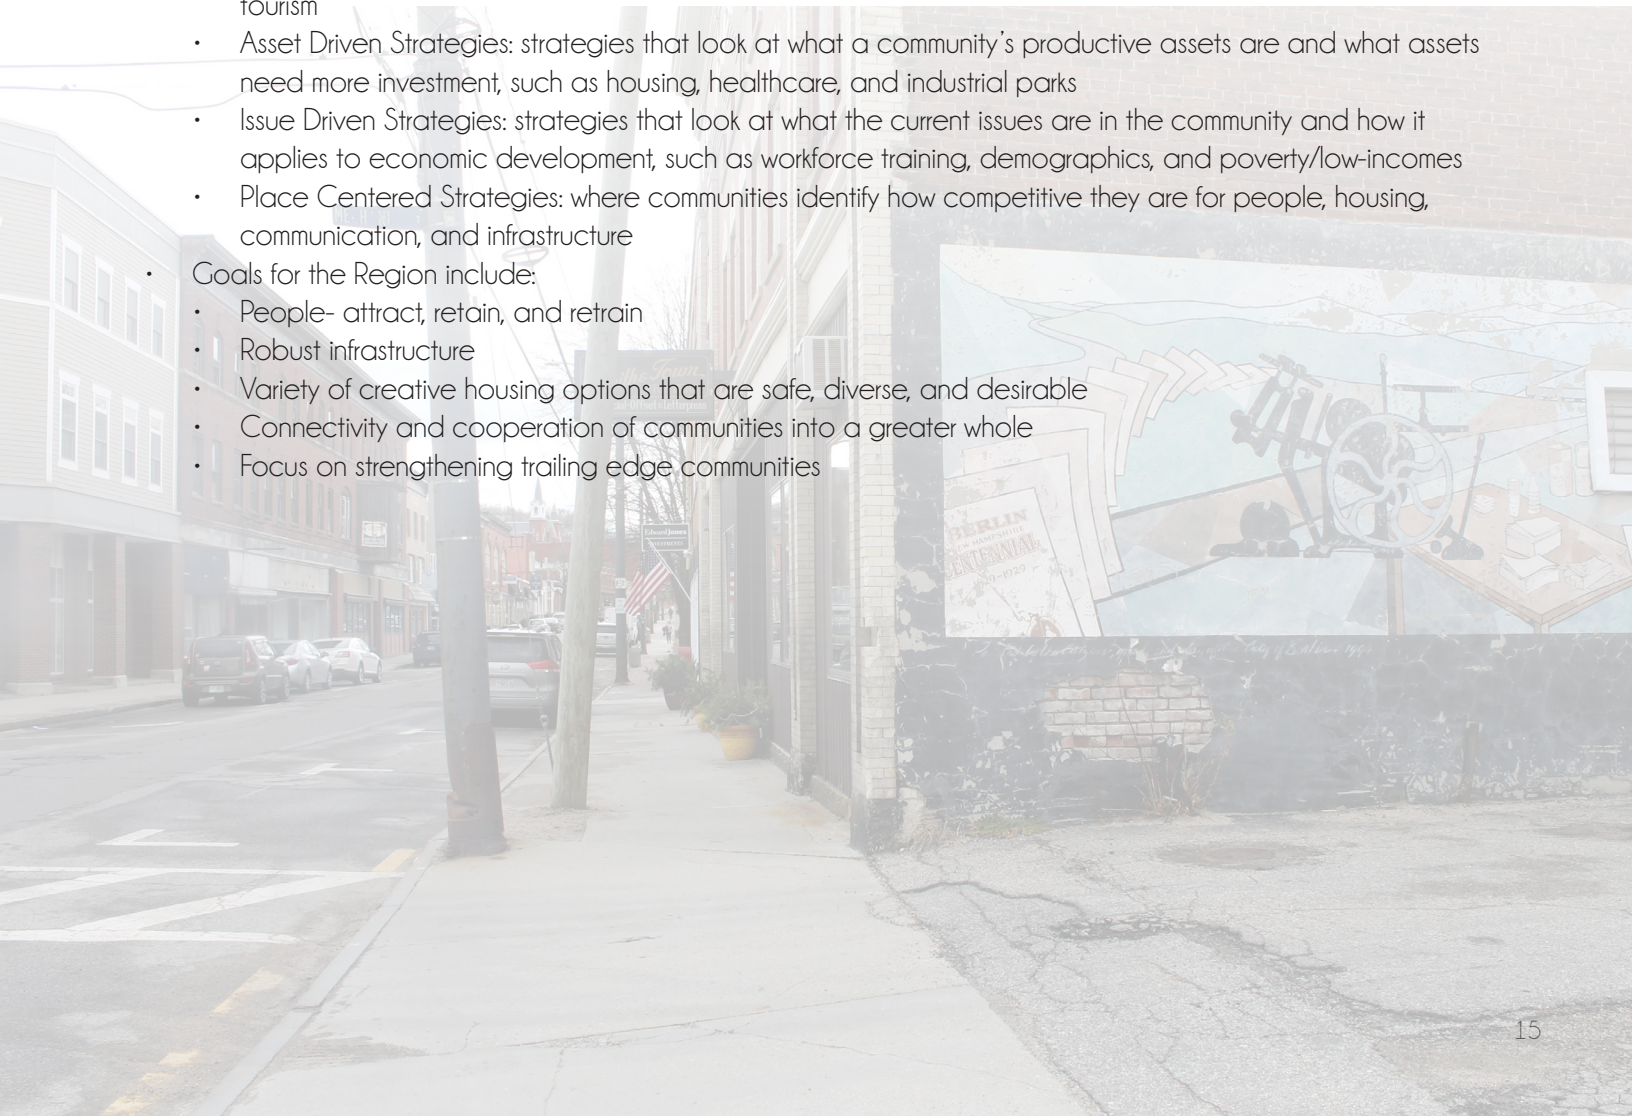 tourism
• Asset Driven Strategies: strategies that look at what a community's productive assets are and what assets
need more investment, such as housing, healthcare, and industrial parks
• Issue Driven Strategies: strategies that look at what the current issues are in the community and how it
applies to economic development, such as workforce training, demographics, and poverty/low-incomes
• Place Centered Strategies: where communities identify how competitive they are for people, housing,
communication, and infrastructure
• Goals for the Region include:
• People- attract, retain, and retrain
• Robust infrastructure
• Variety of creative housing options that are safe, diverse, and desirable
• Connectivity and cooperation of communities into a greater whole
• Focus on strengthening trailing edge communities
Edward Jones
INVESTMENTS
BERLIN
NEW HAMPSHIRE
CENTENNIAL
15